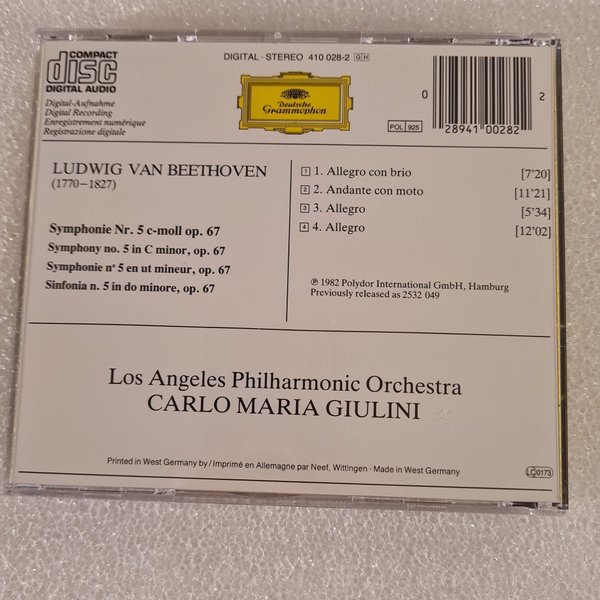 COMPACT
disc
DIGITAL AUDIO
Digital-Aufnahme
Digital Recording
Enregistrement numérique
Registrazione digitale
DIGITAL · STEREO 410 028-2 GH
Deutsche
Grammophon
POL 925
0 28941 00282 2
LUDWIG VAN BEETHOVEN
(1770–1827)
Symphonie Nr. 5 c-moll op. 67
Symphony no. 5 in C minor, op. 67
Symphonie n° 5 en ut mineur, op. 67
Sinfonia n. 5 in do minore, op. 67
1 1. Allegro con brio [7'20]
2 2. Andante con moto [11'21]
3 3. Allegro [5'34]
4 4. Allegro [12'02]
℗ 1982 Polydor International GmbH, Hamburg
Previously released as 2532 049
Los Angeles Philharmonic Orchestra
CARLO MARIA GIULINI
Printed in West Germany by / Imprimé en Allemagne par Neef, Wittingen · Made in West Germany
LC 0173